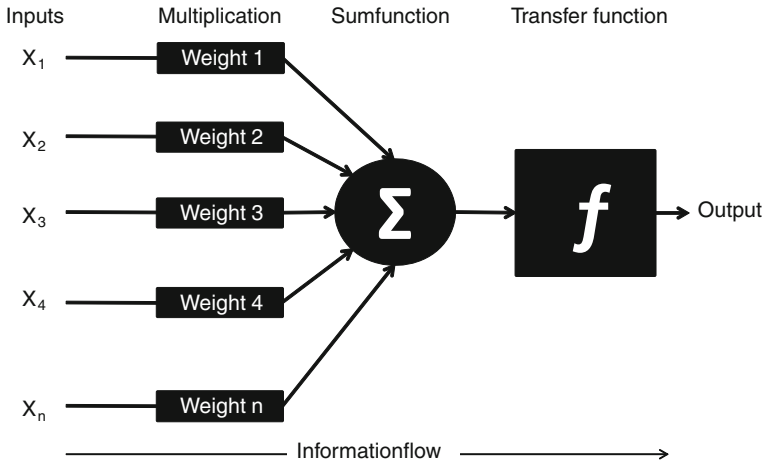 Inputs Multiplication Sumfunction Transfer function
X₁ Weight 1
X₂ Weight 2
X₃ Weight 3
Σ f Output
X₄ Weight 4
Xₙ Weight n
Informationflow